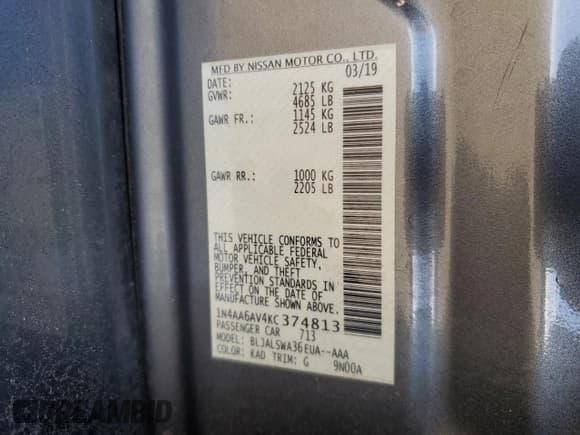 MFD BY NISSAN MOTOR CO., LTD.
DATE: 03/19
GVWR: 2125 KG
4685 LB
GAWR FR.: 1145 KG
2524 LB
GAWR RR.: 1000 KG
2205 LB
THIS VEHICLE CONFORMS TO
ALL APPLICABLE FEDERAL
MOTOR VEHICLE SAFETY,
BUMPER, AND THEFT
PREVENTION STANDARDS IN
EFFECT ON THE DATE OF
MANUFACTURE SHOWN ABOVE.
1N4AA6AV4KC374813
PASSENGER CAR 713
MODEL: BLJALSWA36EUA--AAA
COLOR: KAD TRIM: G 9N00A
DREAMBID